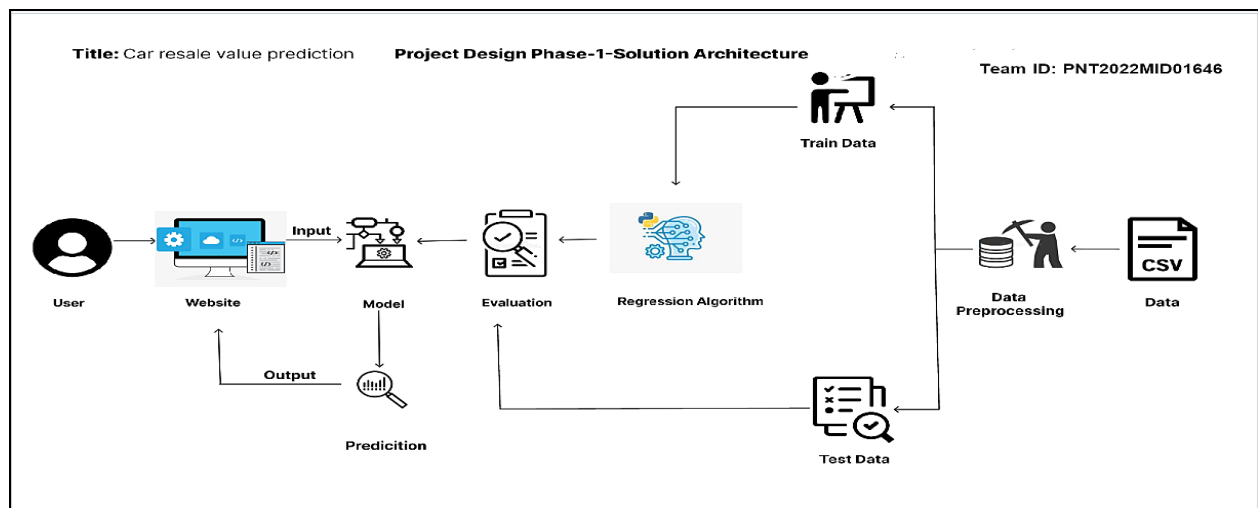 Title: Car resale value prediction
Project Design Phase-1-Solution Architecture
Team ID: PNT2022MID01646
Train Data
Input
User
Website
Model
Evaluation
Regression Algorithm
Data
Preprocessing
CSV
Data
Output
Predicition
Test Data